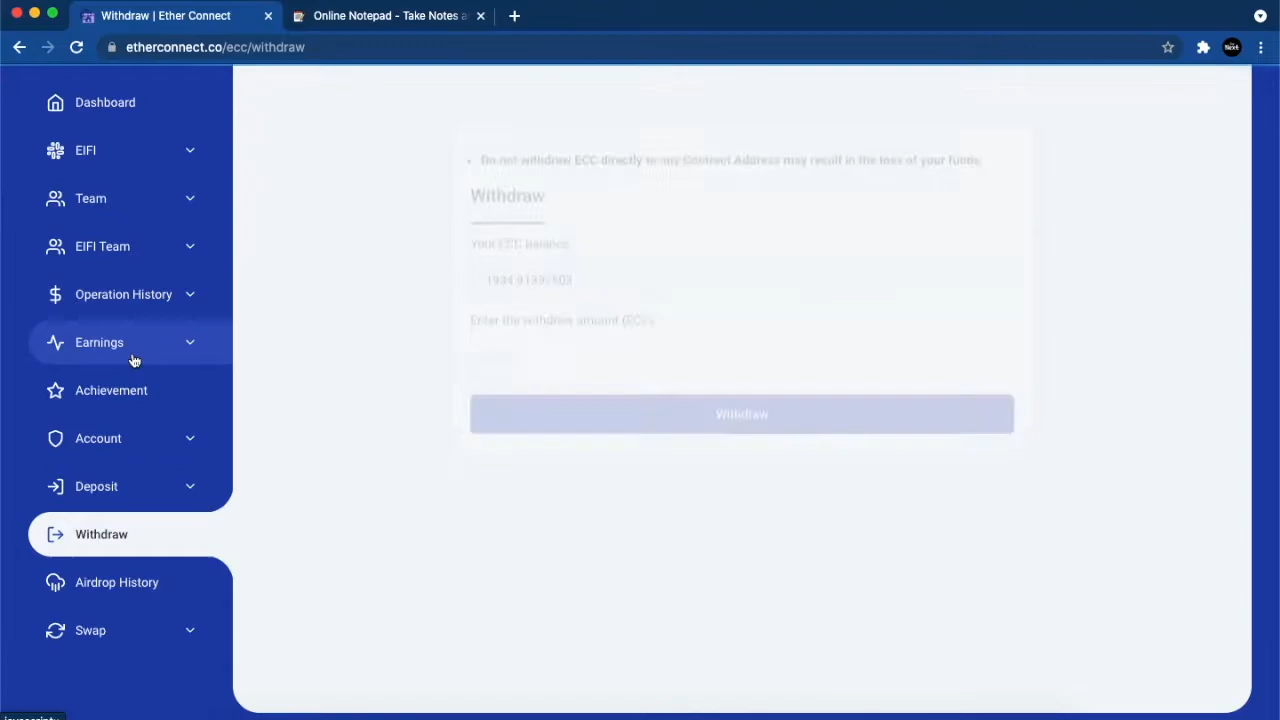 Withdraw | Ether Connect
Online Notepad - Take Notes a
etherconnect.co/ecc/withdraw
Dashboard
EIFI
Team
EIFI Team
Operation History
Earnings
Achievement
Account
Deposit
Withdraw
Airdrop History
Swap
Do not withdraw ECC directly to any Contract Address may result in the loss of your funds.
Withdraw
Your ECC Balance
Enter the withdraw amount (ECC)
Withdraw